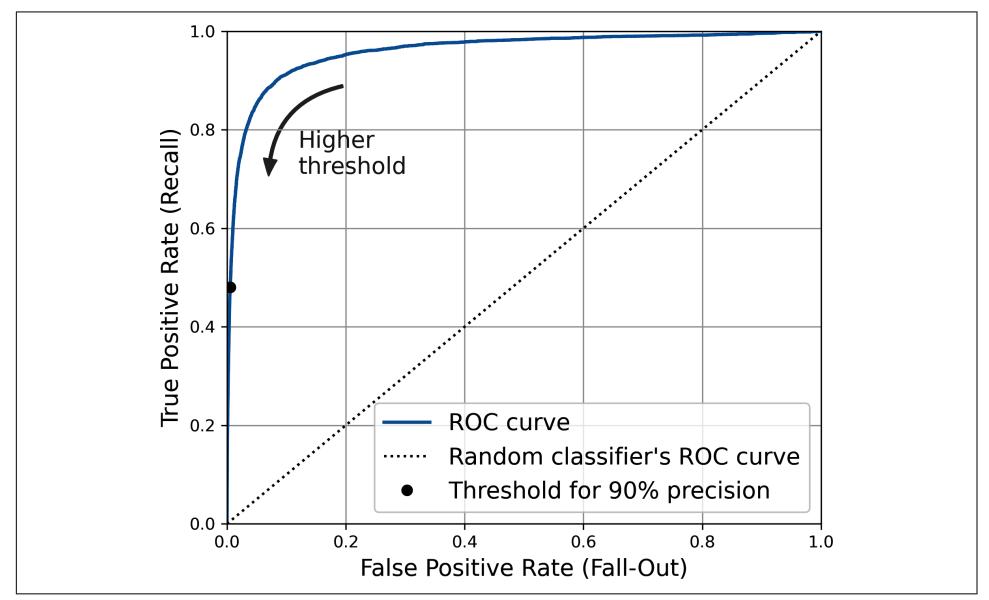 1.0
0.8
0.6
0.4
0.2
0.0
True Positive Rate (Recall)
Higher
threshold
ROC curve
Random classifier's ROC curve
Threshold for 90% precision
0.0 0.2 0.4 0.6 0.8 1.0
False Positive Rate (Fall-Out)